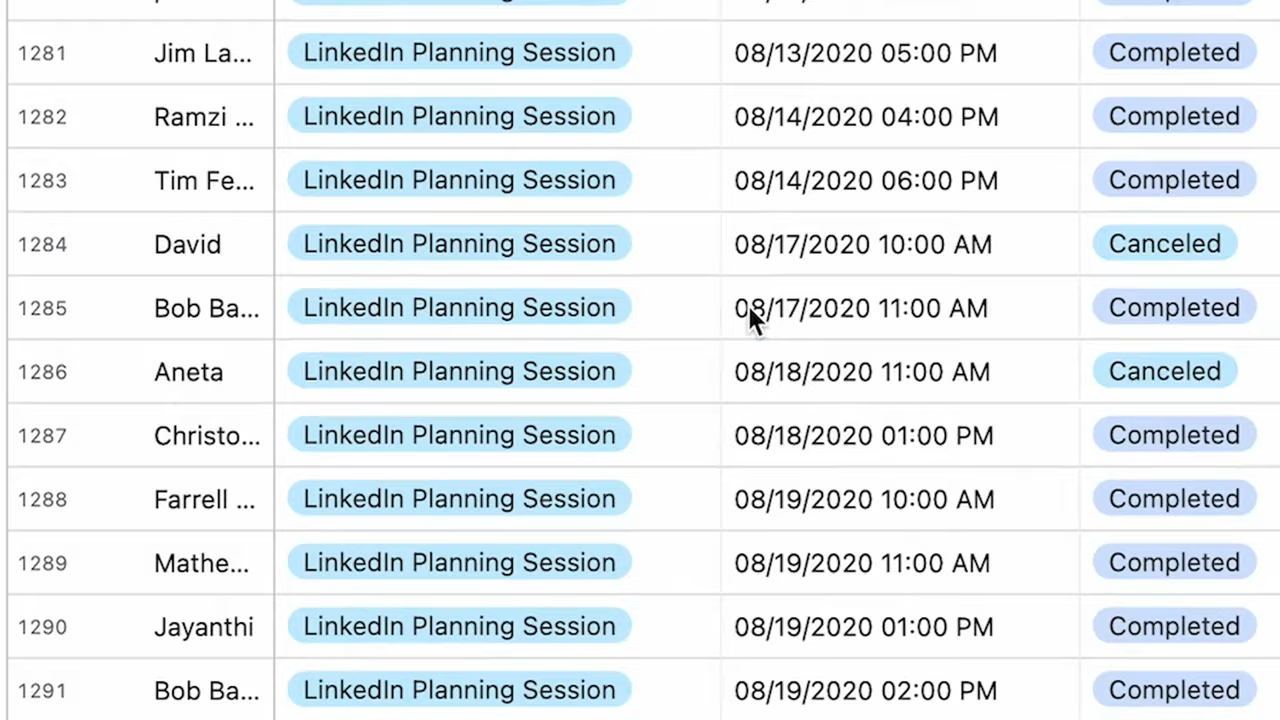 1281 Jim La... LinkedIn Planning Session 08/13/2020 05:00 PM Completed
1282 Ramzi ... LinkedIn Planning Session 08/14/2020 04:00 PM Completed
1283 Tim Fe... LinkedIn Planning Session 08/14/2020 06:00 PM Completed
1284 David LinkedIn Planning Session 08/17/2020 10:00 AM Canceled
1285 Bob Ba... LinkedIn Planning Session 08/17/2020 11:00 AM Completed
1286 Aneta LinkedIn Planning Session 08/18/2020 11:00 AM Canceled
1287 Christo... LinkedIn Planning Session 08/18/2020 01:00 PM Completed
1288 Farrell ... LinkedIn Planning Session 08/19/2020 10:00 AM Completed
1289 Mathe... LinkedIn Planning Session 08/19/2020 11:00 AM Completed
1290 Jayanthi LinkedIn Planning Session 08/19/2020 01:00 PM Completed
1291 Bob Ba... LinkedIn Planning Session 08/19/2020 02:00 PM Completed